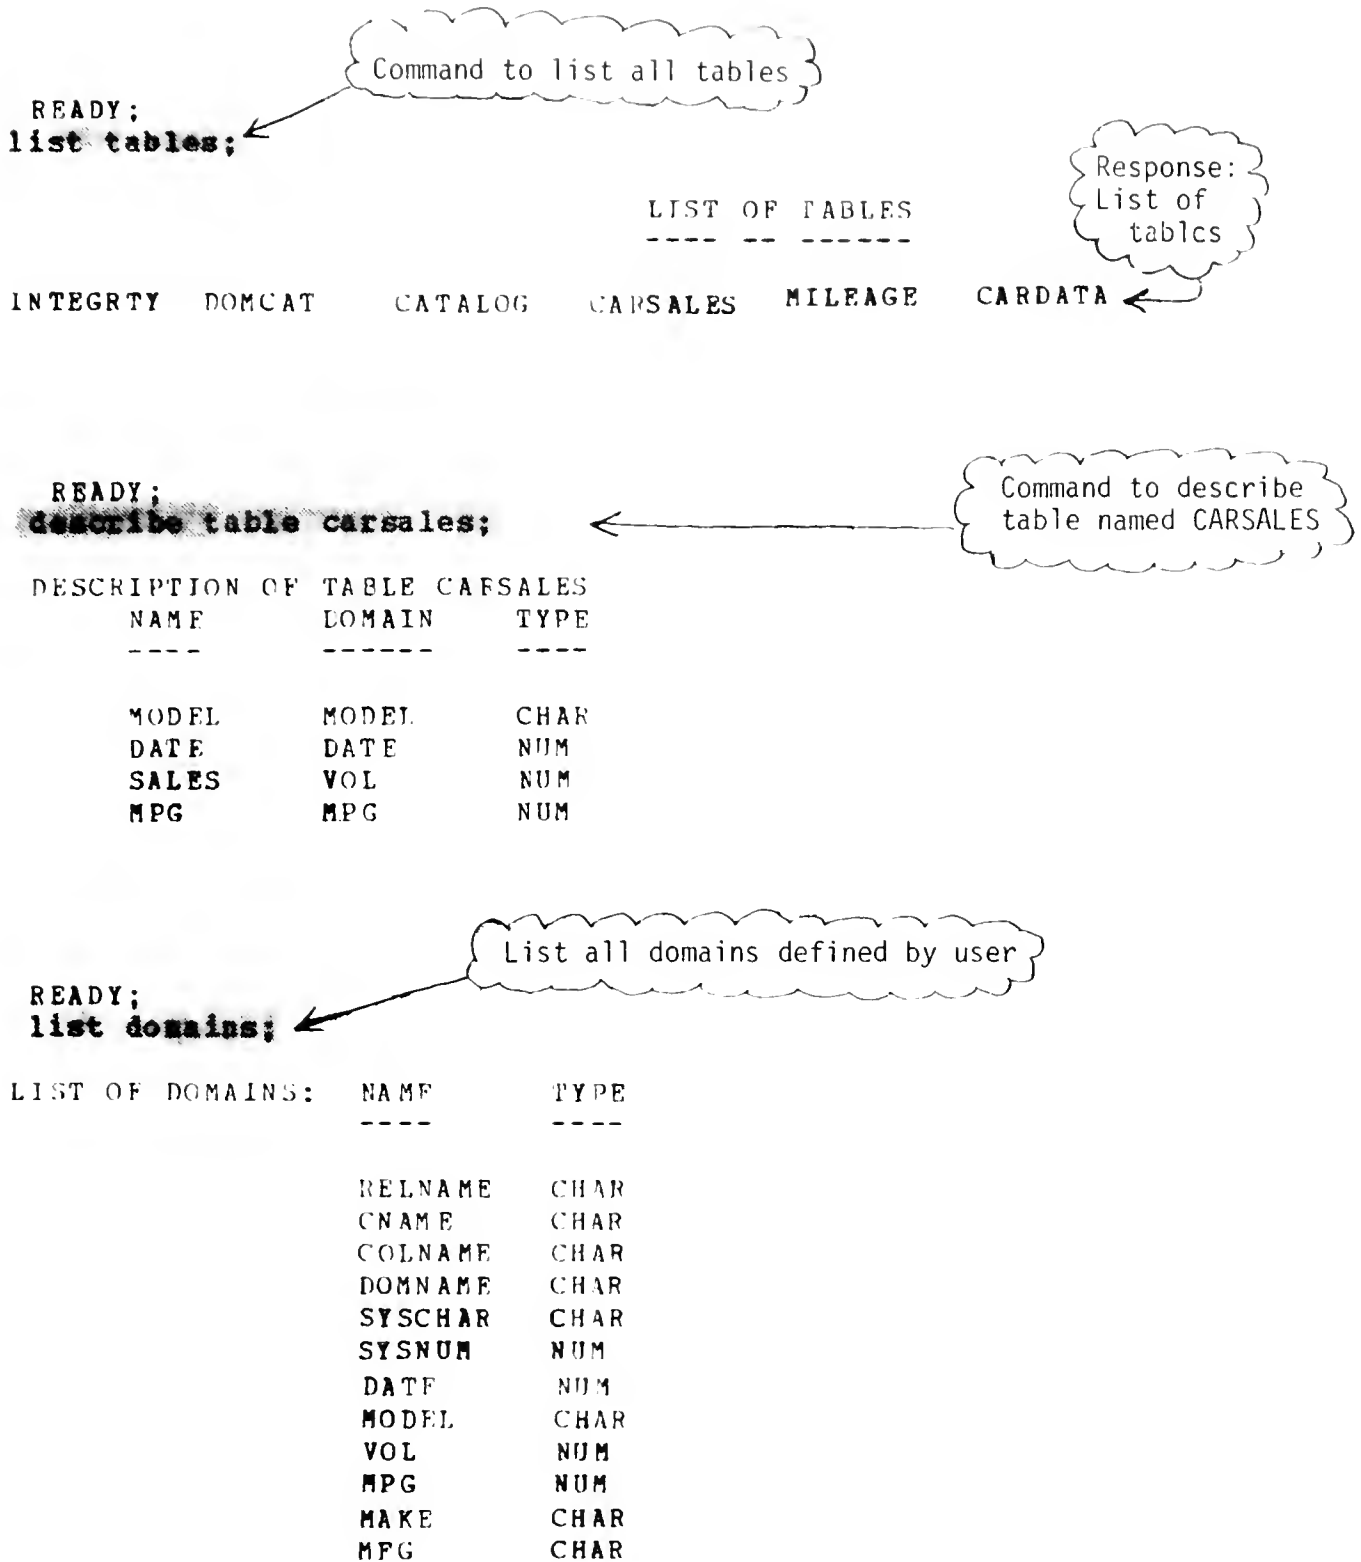 Command to list all tables
READY;
list tables;
Response:
List of
tables
LIST OF TABLES
---- -- ------
INTEGRTY DOMCAT CATALOG CARSALES MILEAGE CARDATA
READY;
describe table carsales;
Command to describe
table named CARSALES
DESCRIPTION OF TABLE CARSALES
NAME DOMAIN TYPE
---- ------ ----
MODEL MODEL CHAR
DATE DATE NUM
SALES VOL NUM
MPG MPG NUM
List all domains defined by user
READY;
list domains;
LIST OF DOMAINS: NAME TYPE
---- ----
RELNAME CHAR
CNAME CHAR
COLNAME CHAR
DOMNAME CHAR
SYSCHAR CHAR
SYSNUM NUM
DATE NUM
MODEL CHAR
VOL NUM
MPG NUM
MAKE CHAR
MFG CHAR